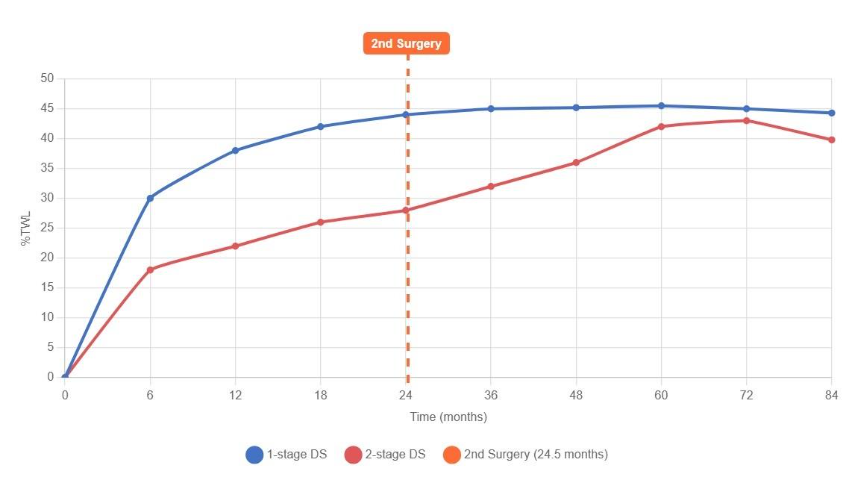 2nd Surgery
50
45
40
35
30
25
20
15
10
5
0
%TWL
0 6 12 18 24 36 48 60 72 84
Time (months)
1-stage DS 2-stage DS 2nd Surgery (24.5 months)